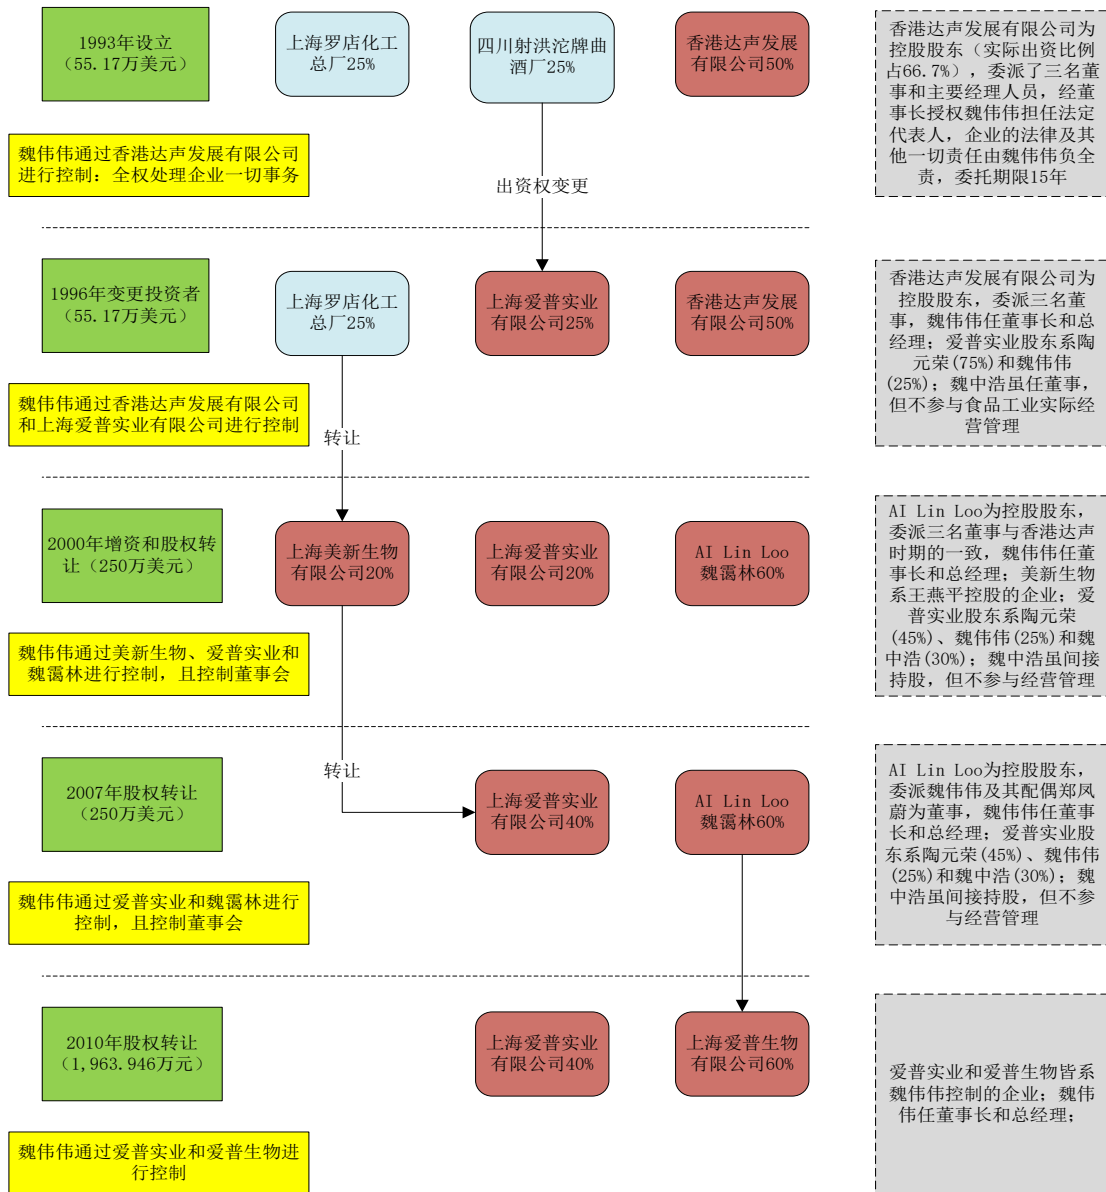 1993年设立
（55.17万美元）
上海罗店化工
总厂25%
四川射洪沱牌曲
酒厂25%
香港达声发展
有限公司50%
香港达声发展有限公司为
控股股东（实际出资比例
占66.7%），委派了三名董
事和主要经理人员，经董
事长授权魏伟伟担任法定
代表人，企业的法律及其
他一切责任由魏伟伟负全
责，委托期限15年
魏伟伟通过香港达声发展有限公司
进行控制：全权处理企业一切事务
出资权变更
1996年变更投资者
（55.17万美元）
上海罗店化工
总厂25%
上海爱普实业
有限公司25%
香港达声发展
有限公司50%
香港达声发展有限公司为
控股股东，委派三名董
事，魏伟伟任董事长和总
经理；爱普实业股东系陶
元荣(75%)和魏伟伟
(25%)；魏中浩虽任董事，
但不参与食品工业实际经
营管理
魏伟伟通过香港达声发展有限公司
和上海爱普实业有限公司进行控制
转让
2000年增资和股权转
让（250万美元）
上海美新生物
有限公司20%
上海爱普实业
有限公司20%
AI Lin Loo
魏霭林60%
AI Lin Loo为控股股东，
委派三名董事与香港达声
时期的一致，魏伟伟任董
事长和总经理；美新生物
系王燕平控股的企业；爱
普实业股东系陶元荣
(45%)、魏伟伟(25%)和魏
中浩(30%)；魏中浩虽间接
持股，但不参与经营管理
魏伟伟通过美新生物、爱普实业和
魏霭林进行控制，且控制董事会
转让
2007年股权转让
（250万美元）
上海爱普实业
有限公司40%
AI Lin Loo
魏霭林60%
AI Lin Loo为控股股东，
委派魏伟伟及其配偶郑凤
蔚为董事，魏伟伟任董事
长和总经理；爱普实业股
东系陶元荣(45%)、魏伟伟
(25%)和魏中浩(30%)；魏
中浩虽间接持股，但不参
与经营管理
魏伟伟通过爱普实业和魏霭林进行
控制，且控制董事会
2010年股权转让
（1,963.946万元）
上海爱普实业
有限公司40%
上海爱普生物
有限公司60%
爱普实业和爱普生物皆系
魏伟伟控制的企业；魏伟
伟任董事长和总经理；
魏伟伟通过爱普实业和爱普生物进
行控制